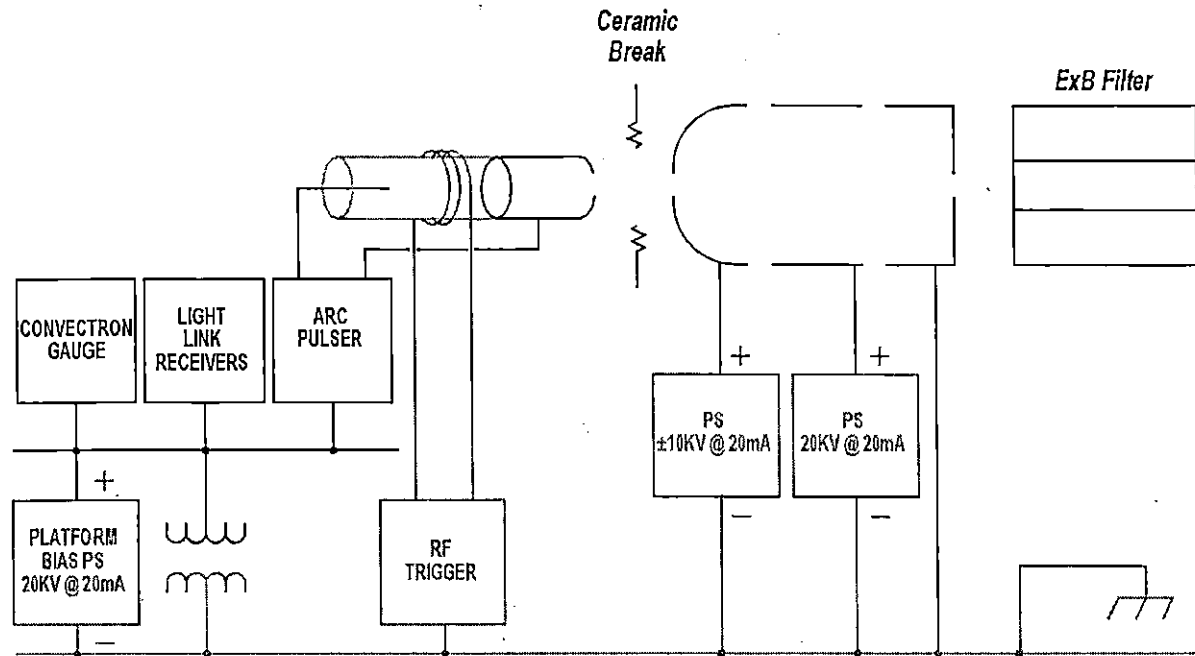 Ceramic
Break
ExB Filter
CONVECTRON
GAUGE
LIGHT
LINK
RECEIVERS
ARC
PULSER
+
PS
±10KV @ 20mA
−
+
PS
20KV @ 20mA
−
+
PLATFORM
BIAS PS
20KV @ 20mA
−
RF
TRIGGER